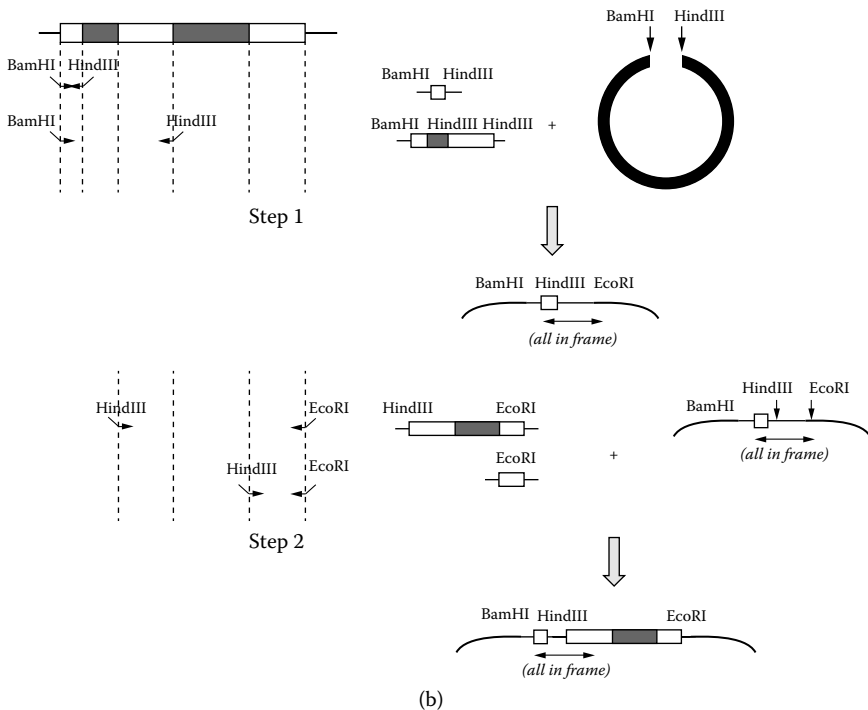 BamHI HindIII
BamHI HindIII
Step 1
BamHI HindIII
BamHI HindIII HindIII
+
BamHI HindIII
BamHI HindIII EcoRI
(all in frame)
HindIII EcoRI
HindIII EcoRI
Step 2
HindIII EcoRI
EcoRI
+
HindIII EcoRI
BamHI
(all in frame)
BamHI HindIII EcoRI
(all in frame)
(b)